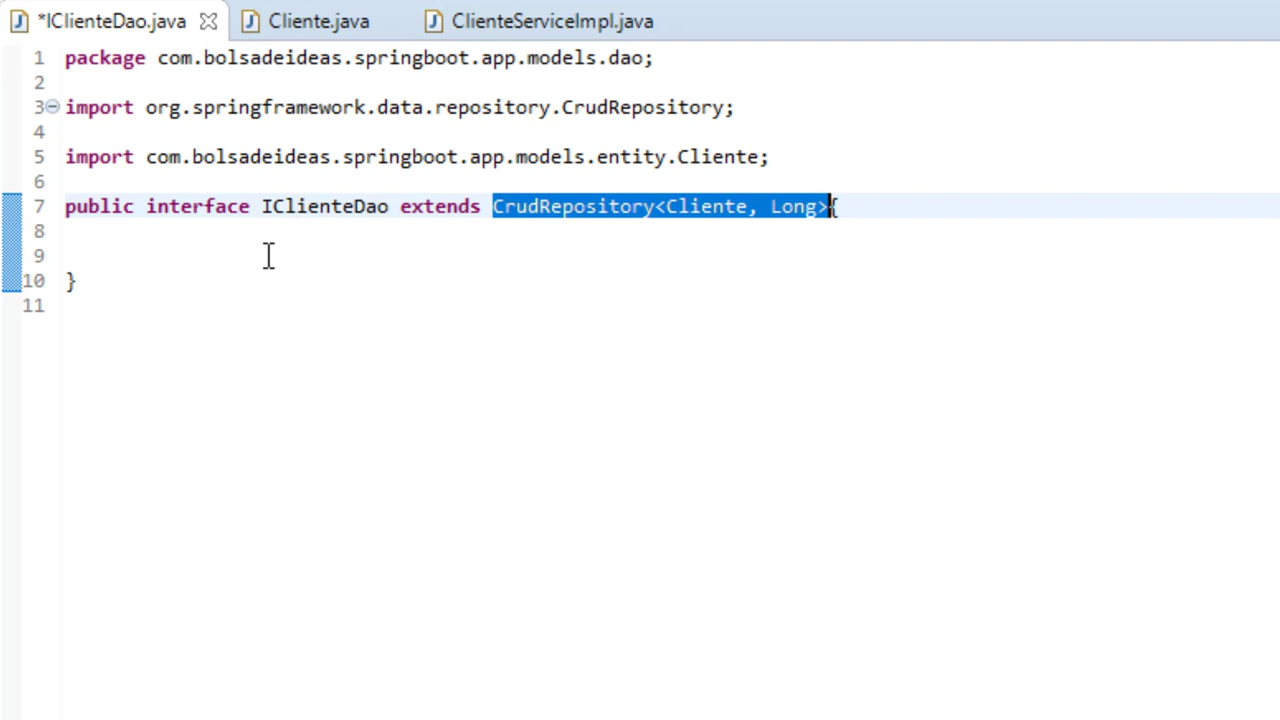 *IClienteDao.java Cliente.java ClienteServiceImpl.java
1 package com.bolsadeideas.springboot.app.models.dao;
2
3 import org.springframework.data.repository.CrudRepository;
4
5 import com.bolsadeideas.springboot.app.models.entity.Cliente;
6
7 public interface IClienteDao extends CrudRepository<Cliente, Long>{
8
9
10 }
11